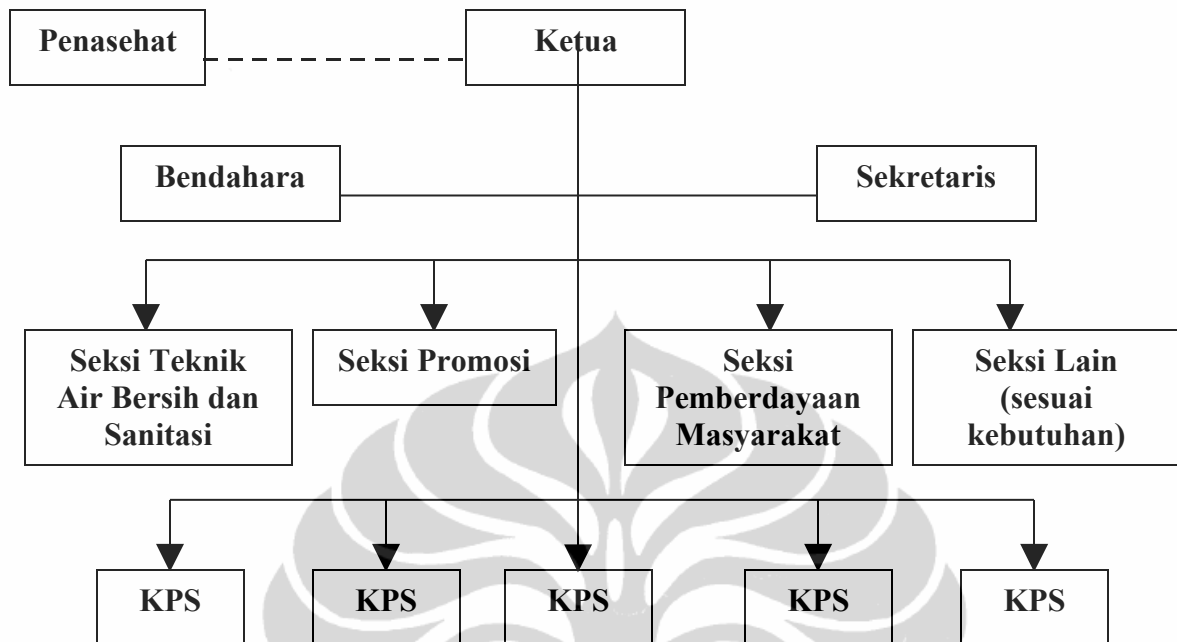 Penasehat
Ketua
Bendahara
Sekretaris
Seksi Teknik
Air Bersih dan
Sanitasi
Seksi Promosi
Seksi
Pemberdayaan
Masyarakat
Seksi Lain
(sesuai
kebutuhan)
KPS
KPS
KPS
KPS
KPS